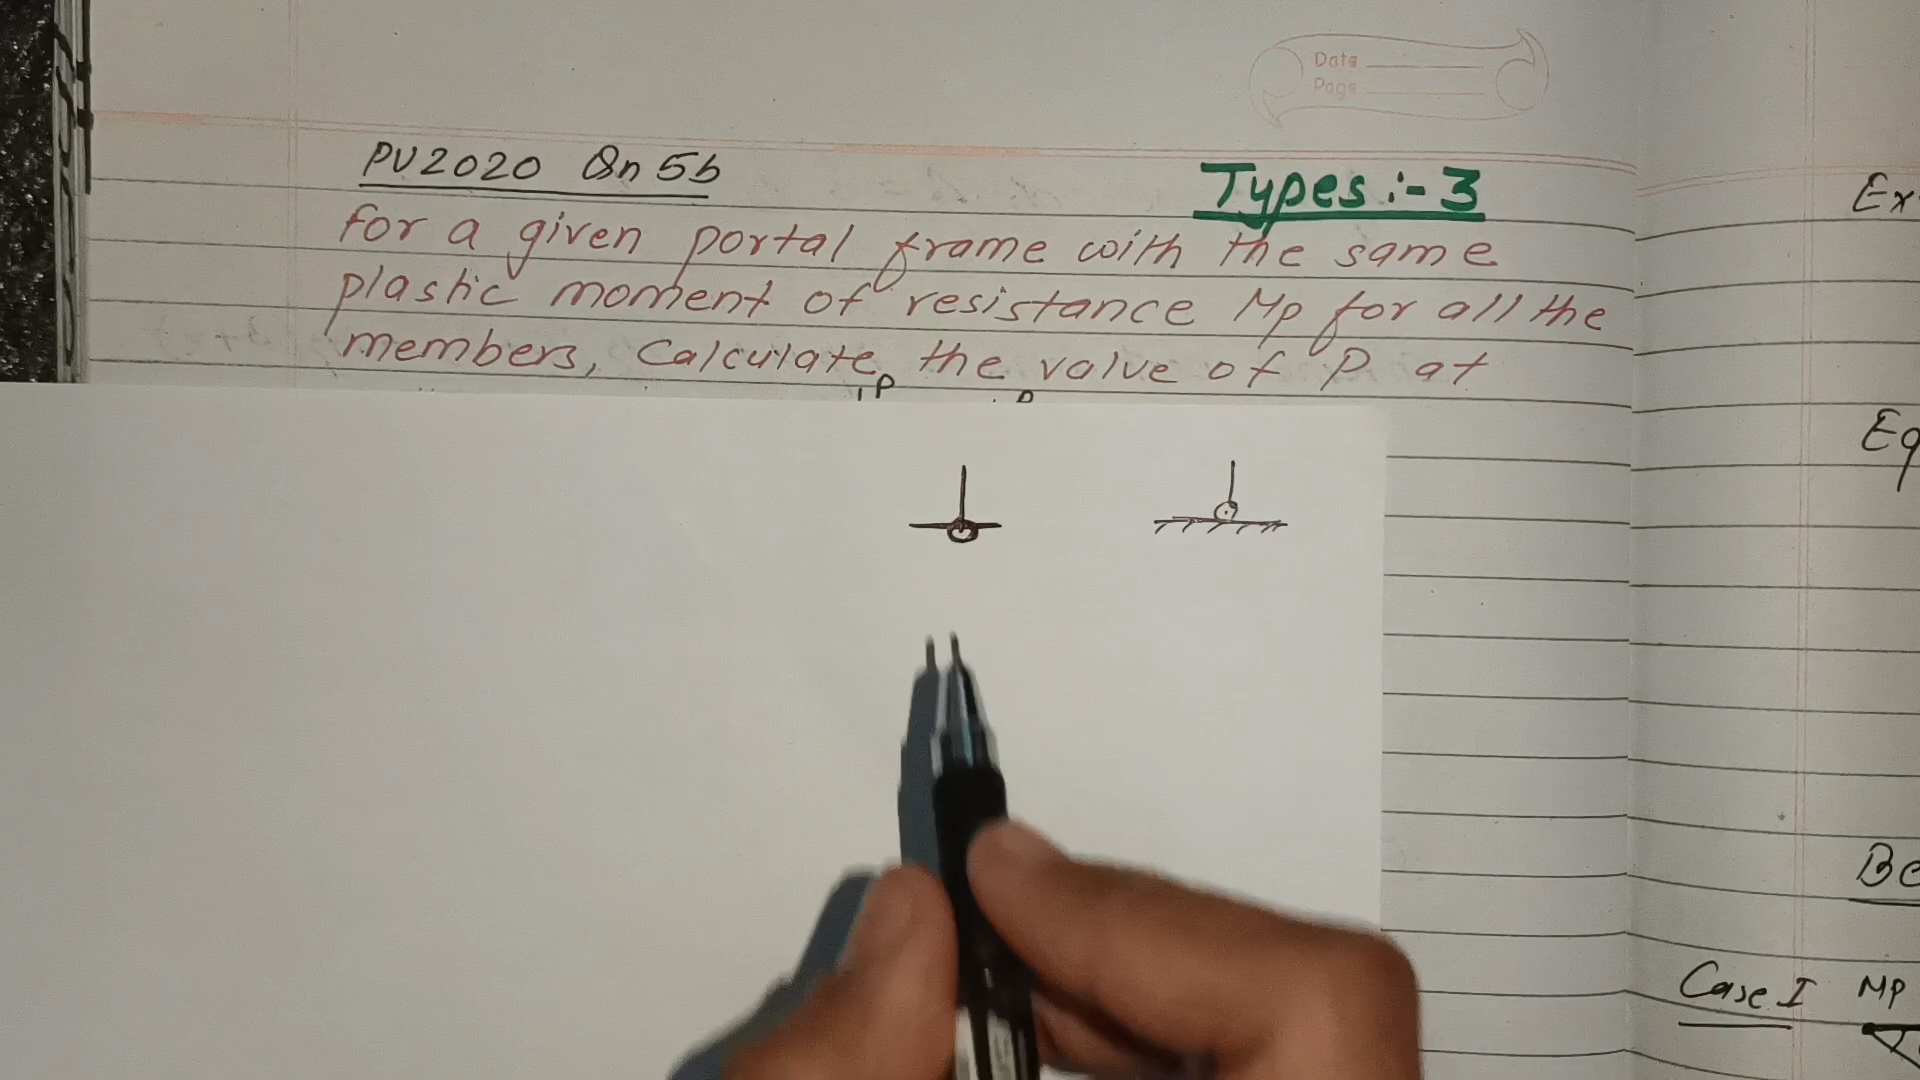 Date
Page
PU2020 Qn 5b
Types :- 3
For a given portal frame with the same
plastic moment of resistance Mp for all the
members, Calculate the value of P at
P
Ex
Eq
Be
Case I MP